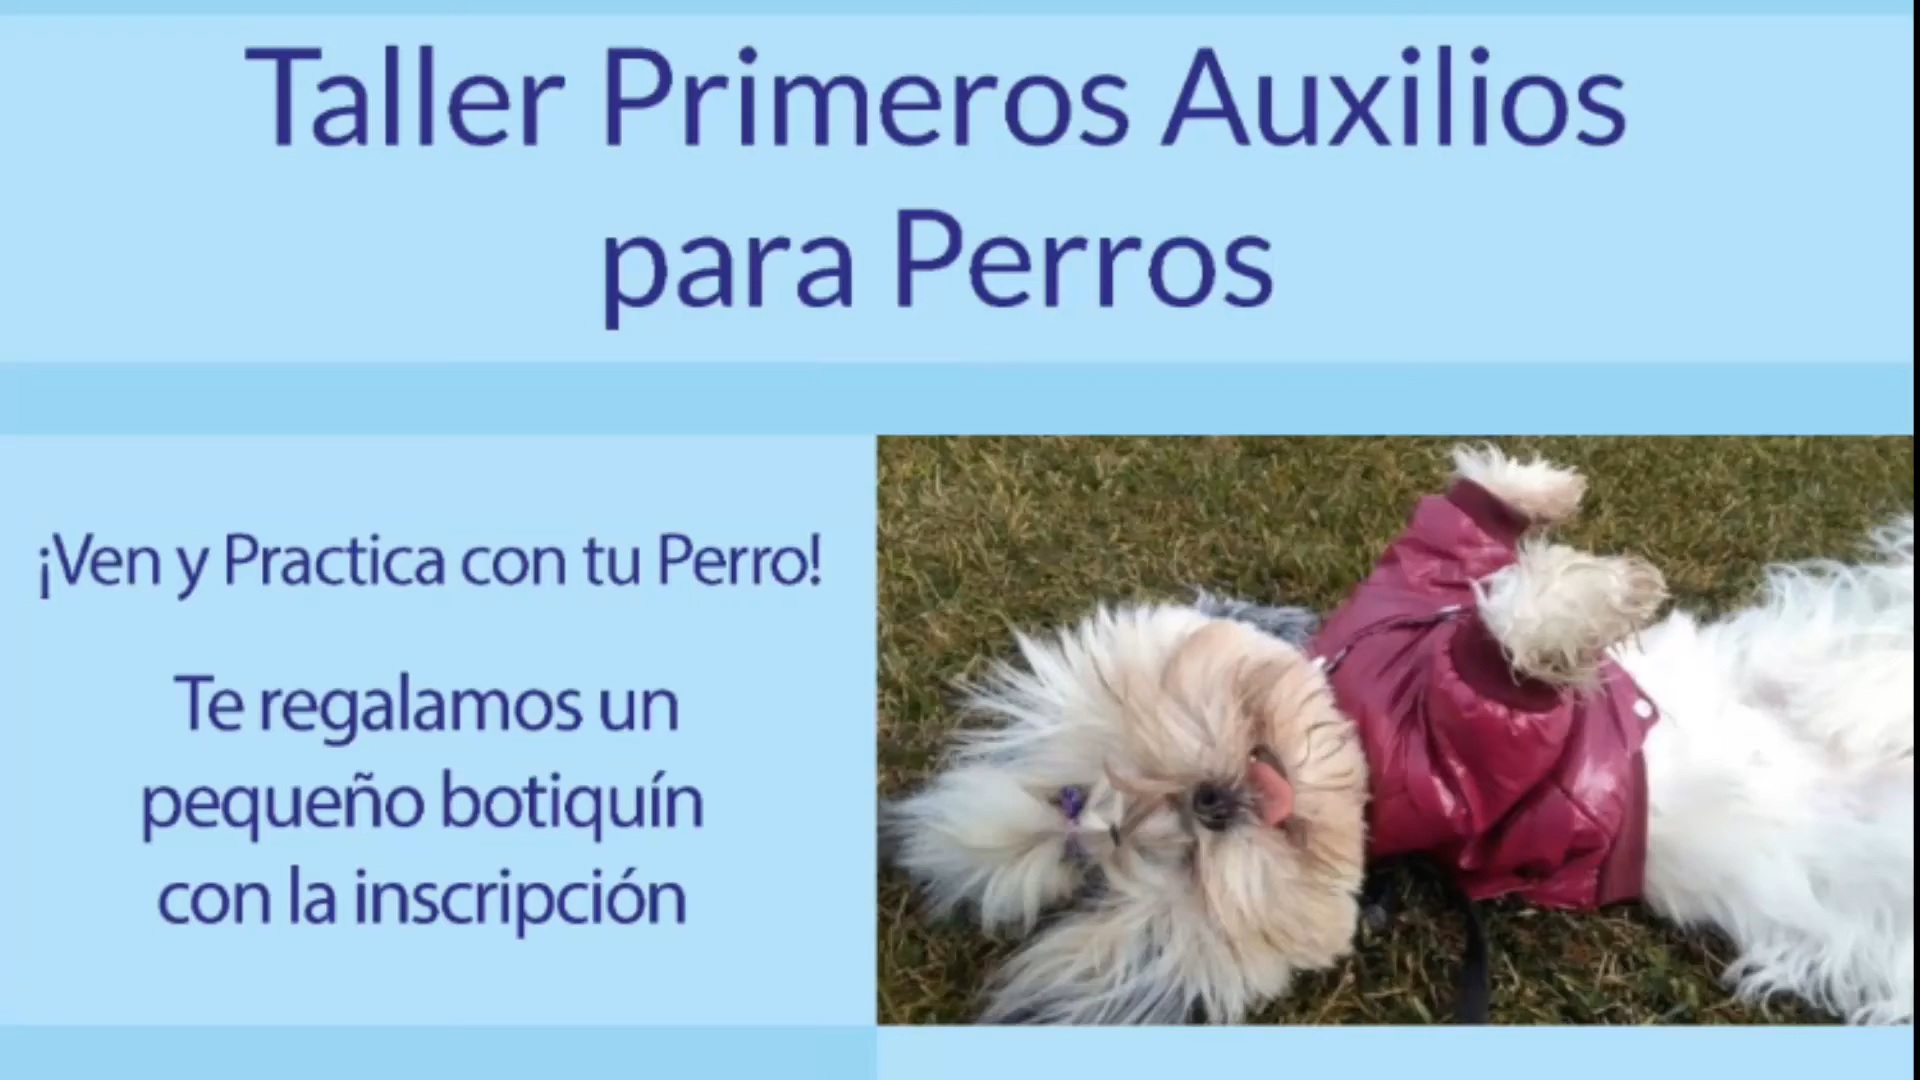 Taller Primeros Auxilios
para Perros
¡Ven y Practica con tu Perro!
Te regalamos un
pequeño botiquín
con la inscripción